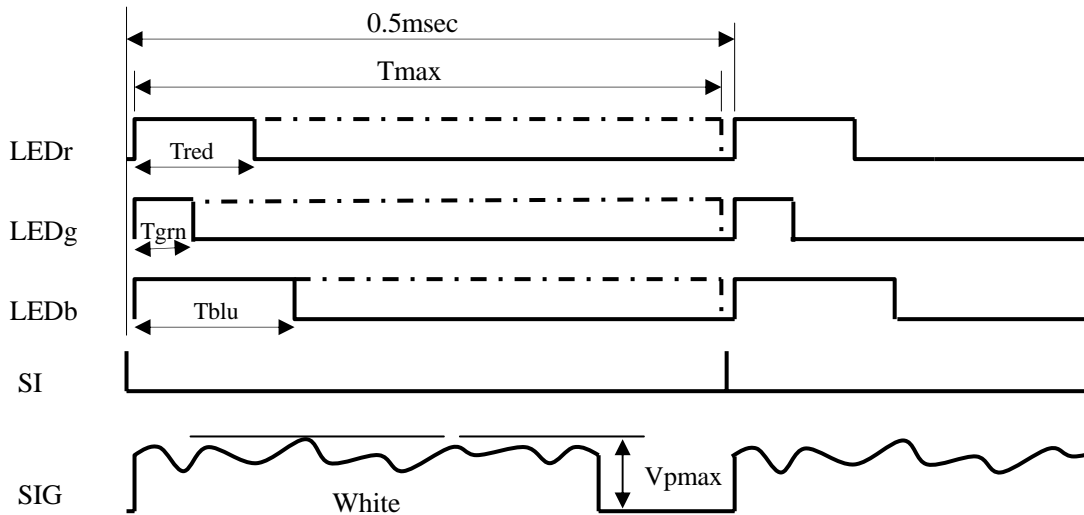 0.5msec
Tmax
LEDr
Tred
LEDg
Tgrn
LEDb
Tblu
SI
SIG
White
Vpmax